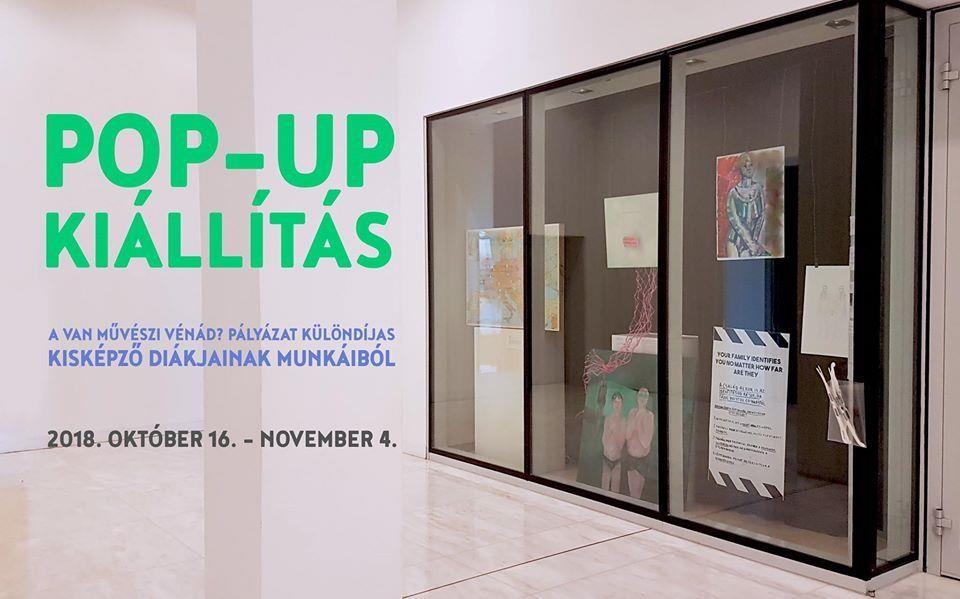 POP-UP
KIÁLLÍTÁS
A VAN MŰVÉSZI VÉNÁD? PÁLYÁZAT KÜLÖNDÍJAS
KISKÉPZŐ DIÁKJAINAK MUNKÁIBÓL
2018. OKTÓBER 16. - NOVEMBER 4.
YOUR FAMILY IDENTIFIES
YOU NO MATTER HOW FAR
ARE THEY